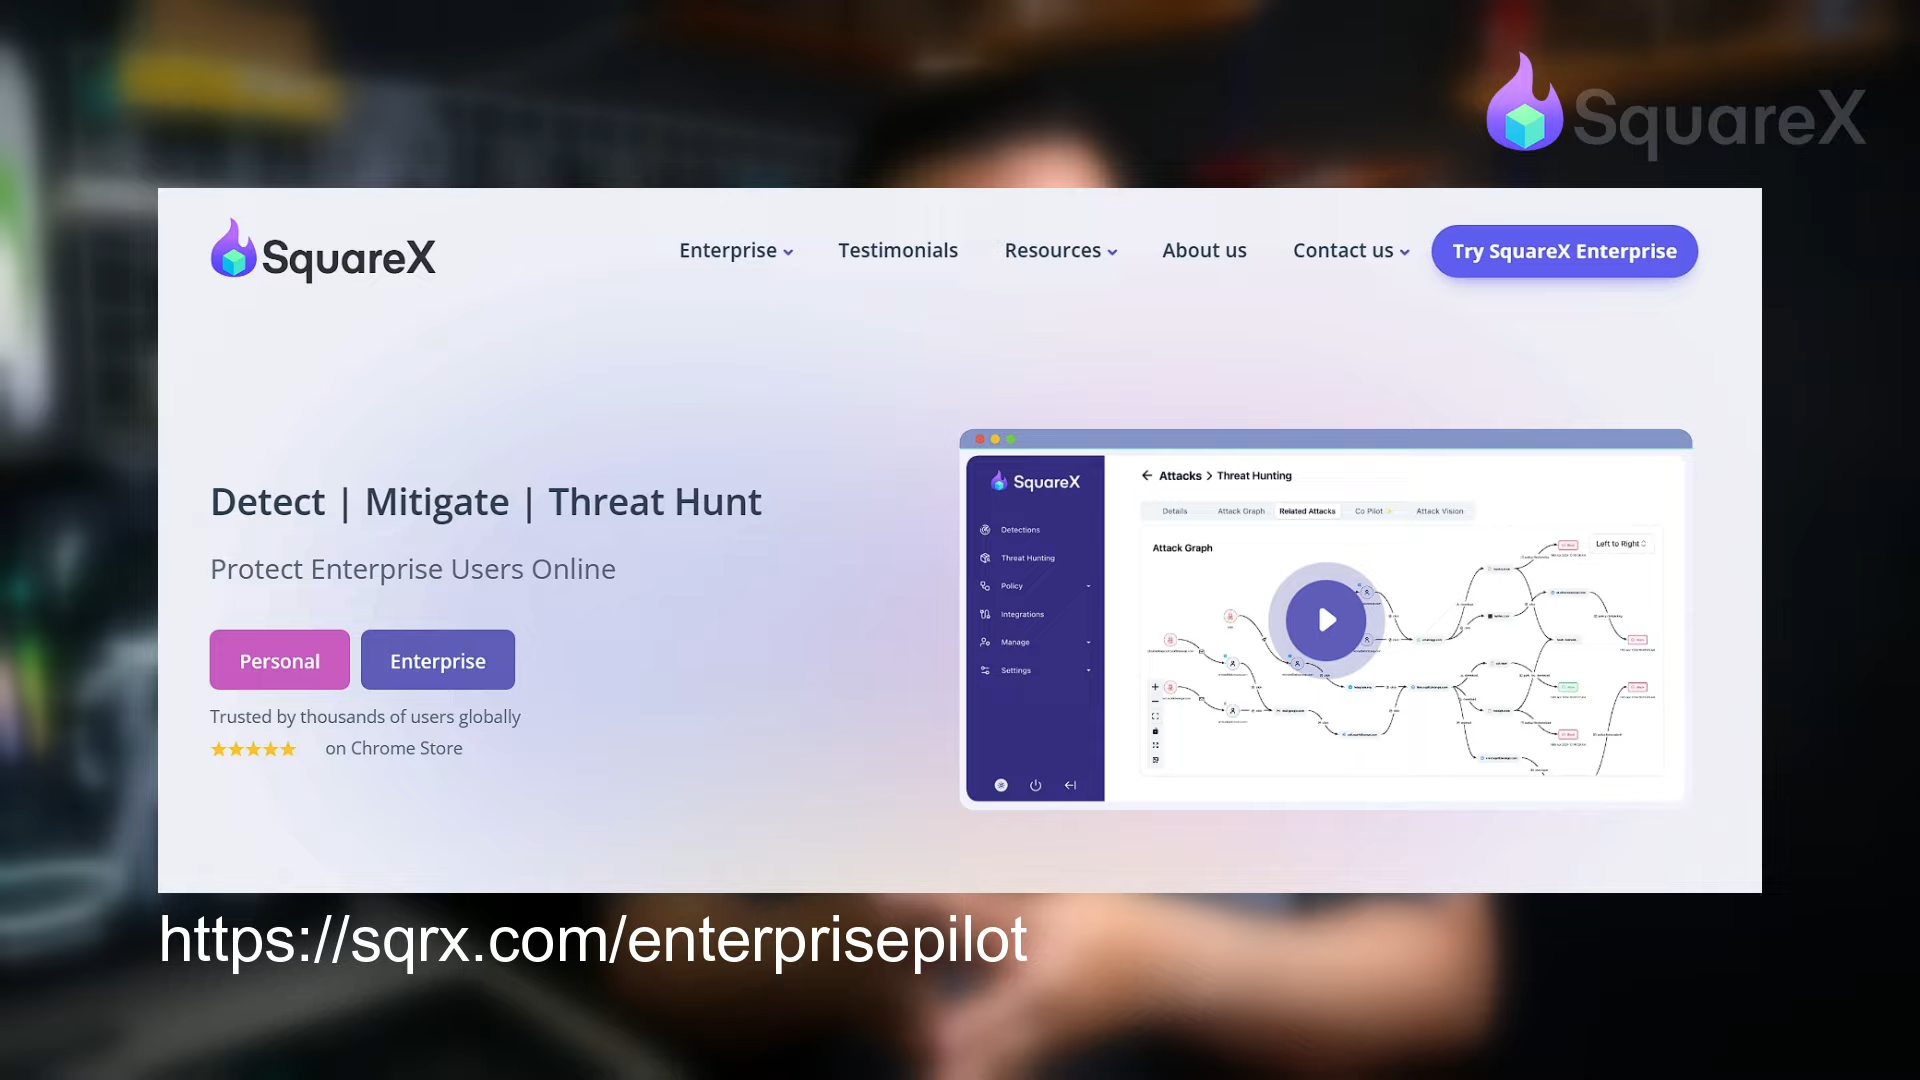 SquareX
SquareX
Enterprise
Testimonials
Resources
About us
Contact us
Try SquareX Enterprise
Detect | Mitigate | Threat Hunt
Protect Enterprise Users Online
Personal
Enterprise
Trusted by thousands of users globally
on Chrome Store
SquareX
Detections
Threat Hunting
Policy
Integrations
Manage
Settings
Attacks > Threat Hunting
Details
Attack Graph
Related Attacks
Co Pilot
Attack Vision
Attack Graph
Left to Right
https://sqrx.com/enterprisepilot